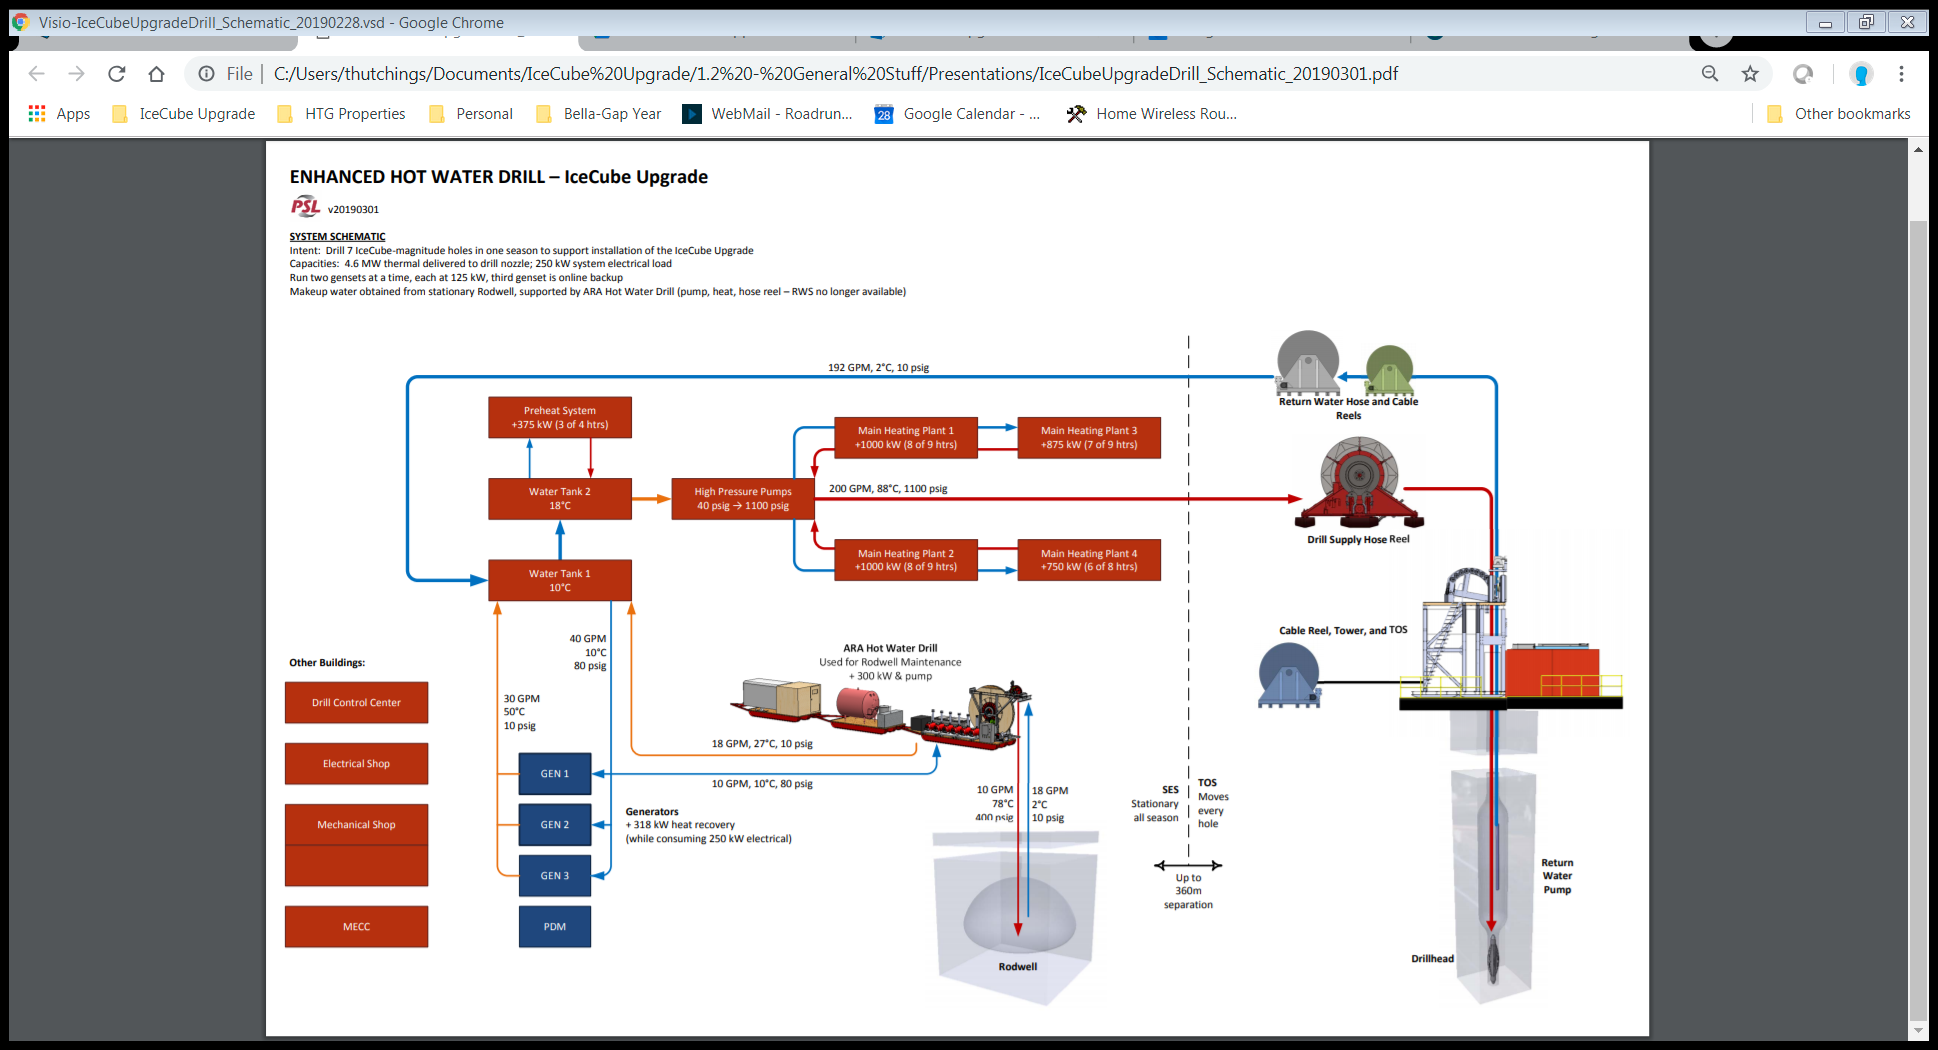 Visio-IceCubeUpgradeDrill_Schematic_20190228.vsd - Google Chrome
File
C:/Users/thutchings/Documents/IceCube%20Upgrade/1.2%20-%20General%20Stuff/Presentations/IceCubeUpgradeDrill_Schematic_20190301.pdf
Apps
IceCube Upgrade
HTG Properties
Personal
Bella-Gap Year
WebMail - Roadrun...
28
Google Calendar - ...
Home Wireless Rou...
Other bookmarks
ENHANCED HOT WATER DRILL – IceCube Upgrade
PSL
v20190301
SYSTEM SCHEMATIC
Intent: Drill 7 IceCube-magnitude holes in one season to support installation of the IceCube Upgrade
Capacities: 4.6 MW thermal delivered to drill nozzle; 250 kW system electrical load
Run two gensets at a time, each at 125 kW, third genset is online backup
Makeup water obtained from stationary Rodwell, supported by ARA Hot Water Drill (pump, heat, hose reel – RWS no longer available)
192 GPM, 2°C, 10 psig
Return Water Hose and Cable
Reels
Preheat System
+375 kW (3 of 4 htrs)
Main Heating Plant 1
+1000 kW (8 of 9 htrs)
Main Heating Plant 3
+875 kW (7 of 9 htrs)
Water Tank 2
18°C
High Pressure Pumps
40 psig → 1100 psig
200 GPM, 88°C, 1100 psig
Drill Supply Hose Reel
Main Heating Plant 2
+1000 kW (8 of 9 htrs)
Main Heating Plant 4
+750 kW (6 of 8 htrs)
Water Tank 1
10°C
40 GPM
10°C
80 psig
Cable Reel, Tower, and TOS
ARA Hot Water Drill
Used for Rodwell Maintenance
+ 300 kW & pump
Other Buildings:
Drill Control Center
Electrical Shop
Mechanical Shop
MECC
30 GPM
50°C
10 psig
18 GPM, 27°C, 10 psig
10 GPM, 10°C, 80 psig
GEN 1
GEN 2
GEN 3
PDM
Generators
+ 318 kW heat recovery
(while consuming 250 kW electrical)
10 GPM
78°C
400 psig
18 GPM
2°C
10 psig
Rodwell
SES
Stationary
all season
TOS
Moves
every
hole
Up to
360m
separation
Return
Water
Pump
Drillhead